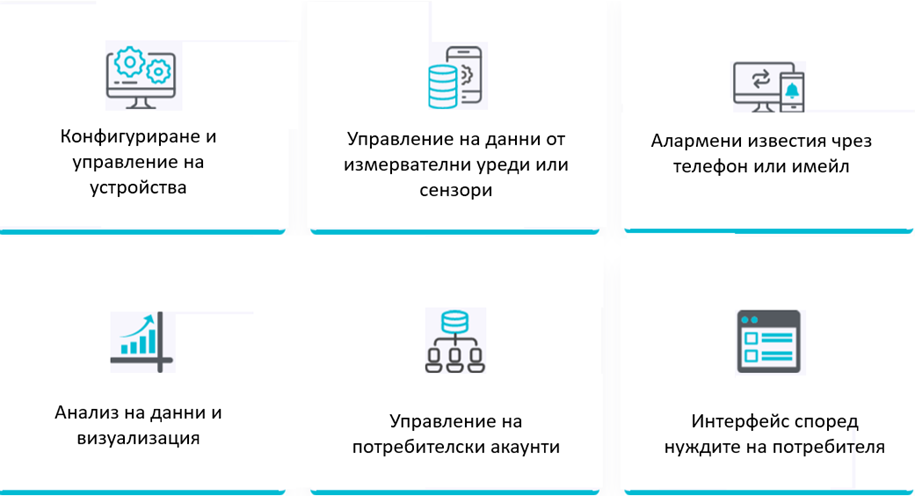 Конфигуриране и
управление на
устройства
Управление на данни от
измервателни уреди или
сензори
Алармени известия чрез
телефон или имейл
Анализ на данни и
визуализация
Управление на
потребителски акаунти
Интерфейс според
нуждите на потребителя